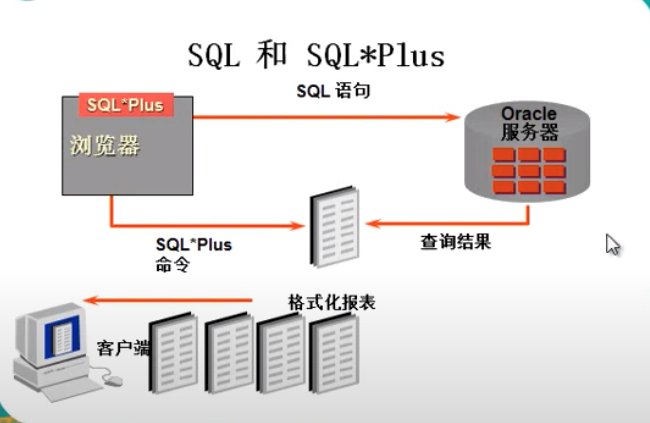 SQL 和 SQL*Plus
SQL 语句
SQL*Plus
浏览器
Oracle
服务器
SQL*Plus
命令
查询结果
格式化报表
客户端